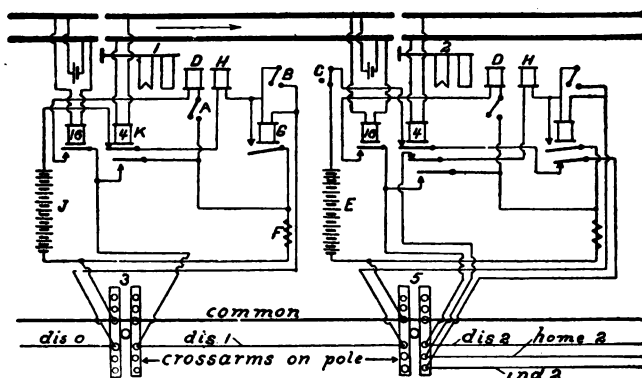 1 2
D H B C D H
A
16 4 K G 16 4
J F E
3 5
common
dis 0 dis. 1 dis 2 home 2
crossarms on pole
ind 2